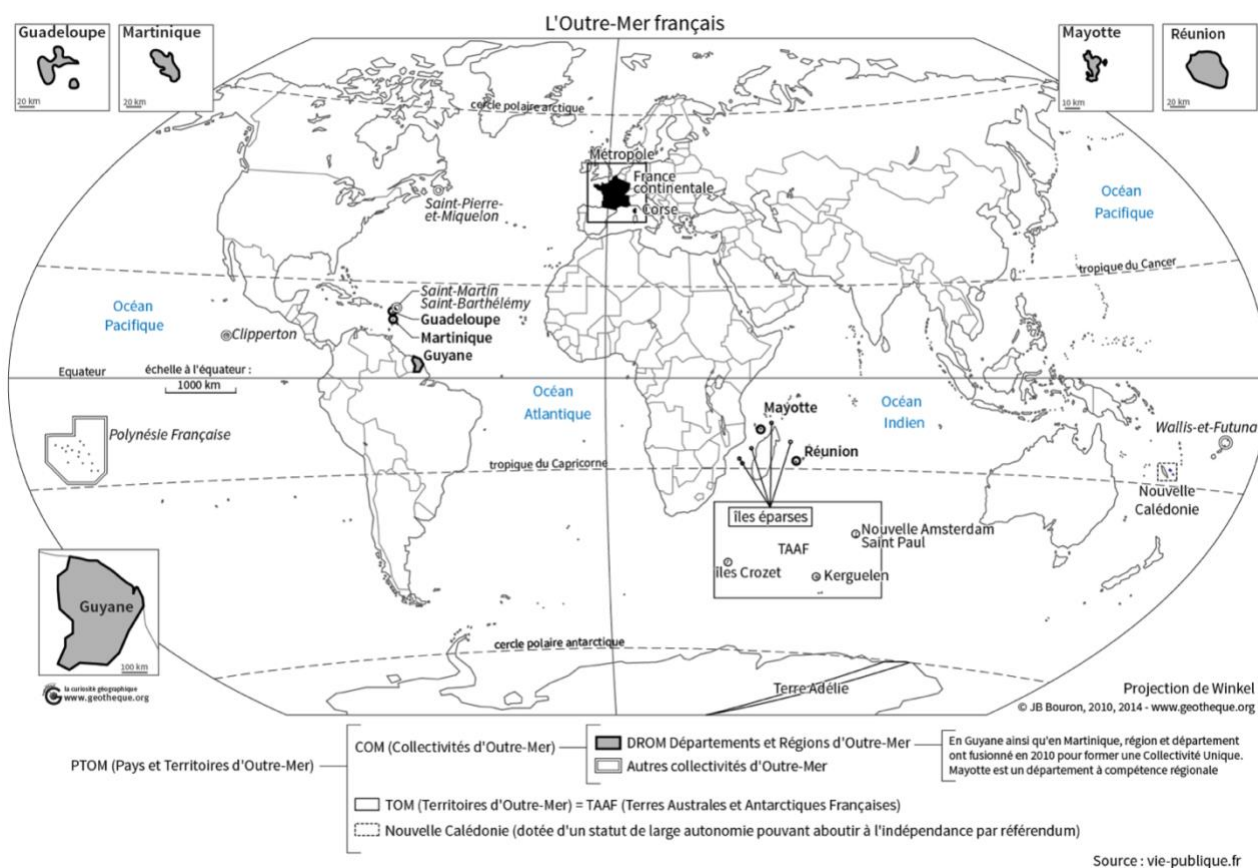 L'Outre-Mer français
Guadeloupe
20 km
Martinique
20 km
Mayotte
10 km
Réunion
20 km
cercle polaire arctique
Métropole
France
continentale
Corse
Saint-Pierre-
et-Miquelon
Océan
Pacifique
tropique du Cancer
Océan
Pacifique
Saint-Martin
Saint-Barthélémy
Guadeloupe
Martinique
Guyane
Clipperton
Equateur
échelle à l'équateur :
1000 km
Océan
Atlantique
Océan
Indien
Mayotte
Réunion
Polynésie Française
Wallis-et-Futuna
tropique du Capricorne
Nouvelle
Calédonie
îles éparses
TAAF
Nouvelle Amsterdam
Saint Paul
îles Crozet
Kerguelen
Guyane
100 km
cercle polaire antarctique
Terre Adélie
la curiosité géographique
www.geotheque.org
Projection de Winkel
© JB Bouron, 2010, 2014 - www.geotheque.org
PTOM (Pays et Territoires d'Outre-Mer)
COM (Collectivités d'Outre-Mer)
DROM Départements et Régions d'Outre-Mer
Autres collectivités d'Outre-Mer
En Guyane ainsi qu'en Martinique, région et département
ont fusionné en 2010 pour former une Collectivité Unique.
Mayotte est un département à compétence régionale
TOM (Territoires d'Outre-Mer) = TAAF (Terres Australes et Antarctiques Françaises)
Nouvelle Calédonie (dotée d'un statut de large autonomie pouvant aboutir à l'indépendance par référendum)
Source : vie-publique.fr